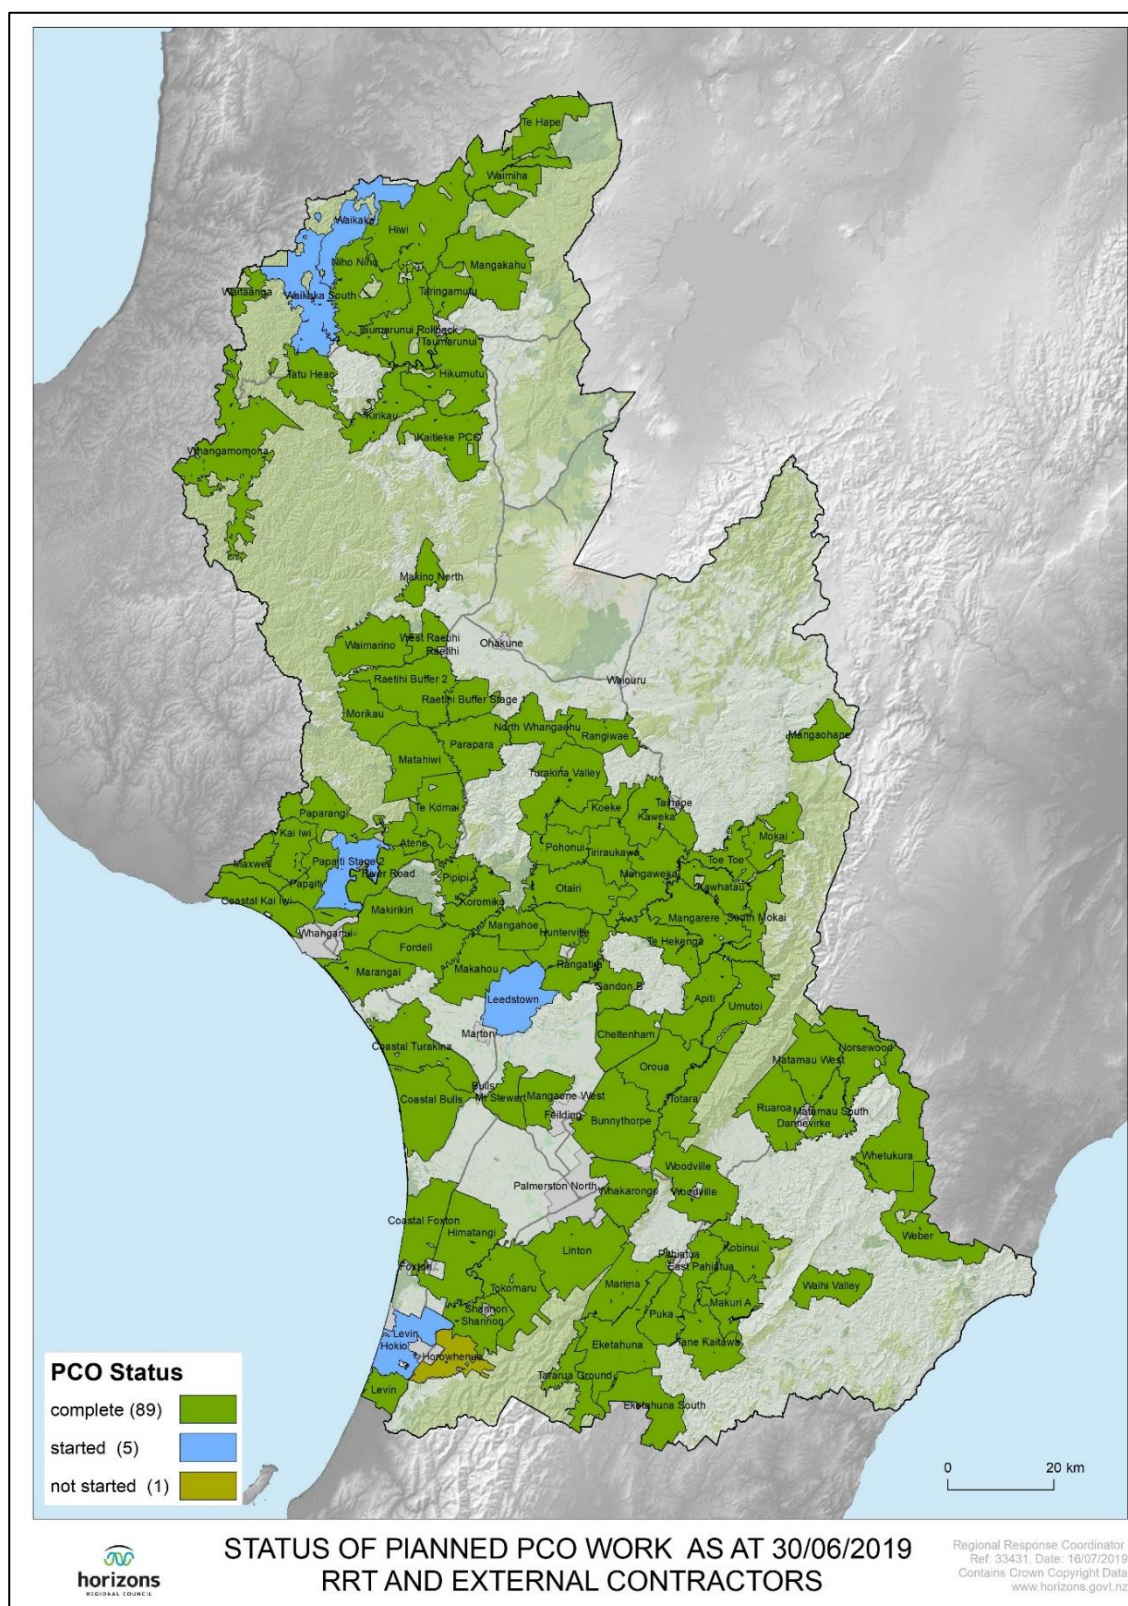 Te Hape
Waimiha
Waikaka
Hiwi
Niho Niho
Mangakahu
Waitaanga
Waikaka South
Taringamutu
Taumarunui Rollback
Taumarunui
Tatu Heao
Hikumutu
Kirikau
Kaitieke PCO
Whangamomona
Makino North
West Raetihi
Waimarino
Raetihi
Ohakune
Raetihi Buffer 2
Waiouru
Raetihi Buffer Stage 1
Morikau
North Whangaehu
Rangiwae
Mangaohane
Parapara
Matahiwi
Turakina Valley
Taihape
Te Komai
Koeke
Kaweka
Paparangi
Kai Iwi
Mokai
Atene
Pohonui
Tiriraukawa
Maxwell
Papaiti Stage 2
Toe Toe
River Road
Pipipi
Mangaweka
Papaiti
Otairi
Kawhatau
Coastal Kai Iwi
Koromiko
Makirikiri
Mangarere
South Mokai
Mangahoe
Whanganui
Hunterville
Fordell
Te Hekenga
Marangai
Makahou
Rangatira
Sandon B
Leedstown
Apiti
Umutoi
Marton
Cheltenham
Coastal Turakina
Norsewood
Matamau West
Oroua
Bulls
Coastal Bulls
Mt Stewart
Mangaone West
Totara
Ruaroa
Matamau South
Feilding
Bunnythorpe
Dannevirke
Whetukura
Woodville
Palmerston North
Whakarongo
Woodville
Coastal Foxton
Himatangi
Weber
Linton
Kobinui
Pahiatua
Foxton
East Pahiatua
Tokomaru
Marima
Waihi Valley
Makuri A
Shannon
Puka
Shannon
Levin
Hokio
Eketahuna
Tane Kaitawa
Horowhenua
Tararua Ground
Levin
Eketahuna South
PCO Status
complete (89)
started (5)
not started (1)
0 20 km
horizons
REGIONAL COUNCIL
STATUS OF PLANNED PCO WORK AS AT 30/06/2019
RRT AND EXTERNAL CONTRACTORS
Regional Response Coordinator
Ref: 33431. Date: 16/07/2019
Contains Crown Copyright Data
www.horizons.govt.nz